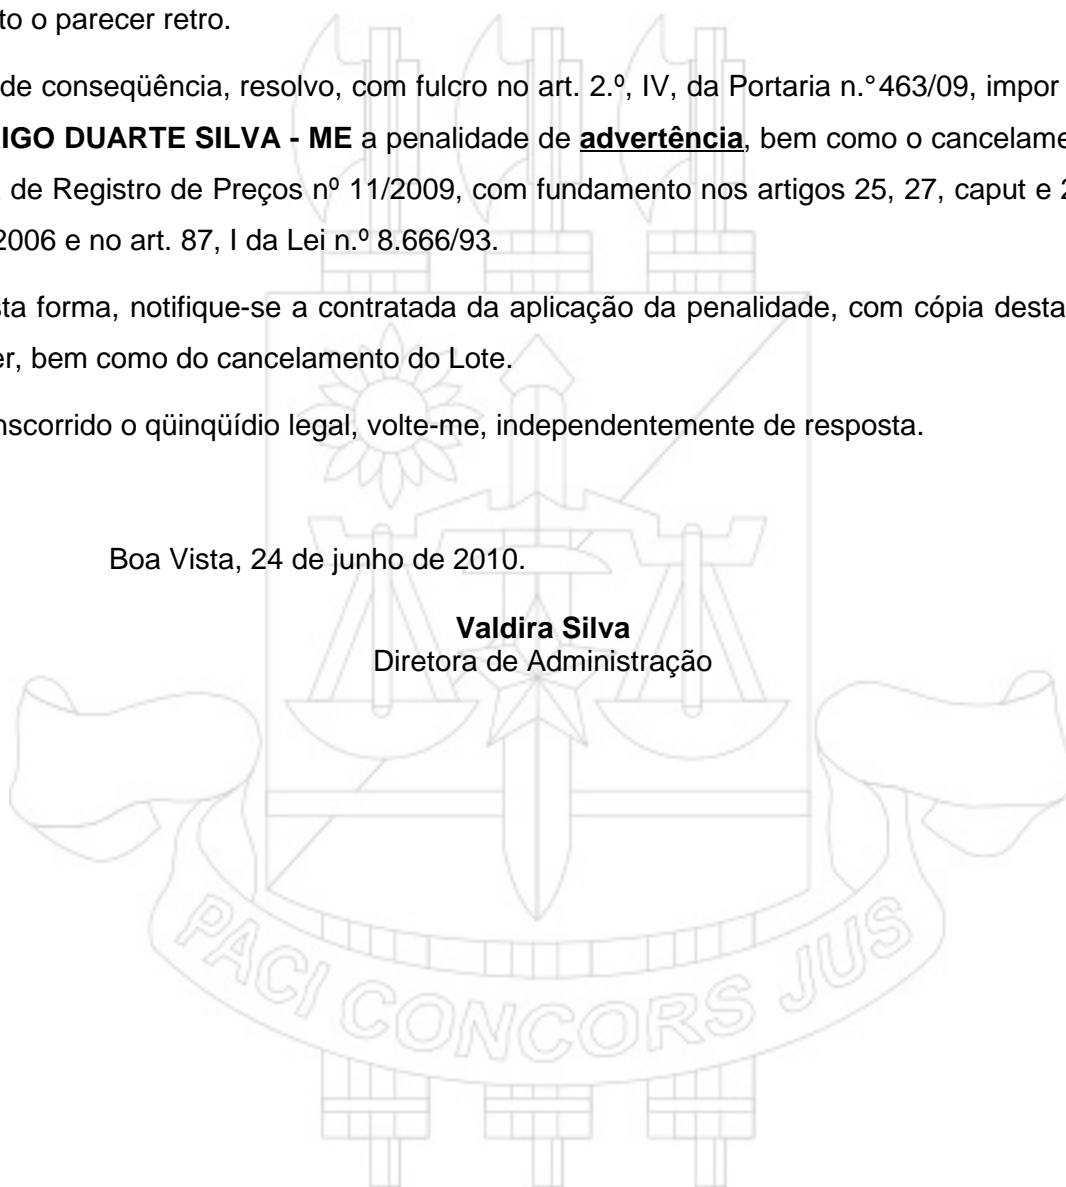 to o parecer retro.
de conseqüência, resolvo, com fulcro no art. 2.º, IV, da Portaria n.° 463/09, impor
IGO DUARTE SILVA - ME a penalidade de advertência, bem como o cancelame
de Registro de Preços nº 11/2009, com fundamento nos artigos 25, 27, caput e 2
2006 e no art. 87, I da Lei n.º 8.666/93.
sta forma, notifique-se a contratada da aplicação da penalidade, com cópia desta
er, bem como do cancelamento do Lote.
nscorrido o qüinqüídio legal, volte-me, independentemente de resposta.
Boa Vista, 24 de junho de 2010.
Valdira Silva
Diretora de Administração
PACI CONCORS JUS